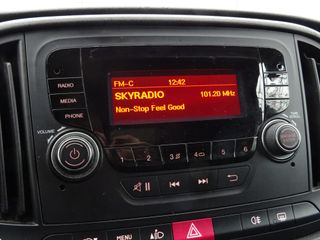 FM-C 12:42
RADIO
SKYRADIO 101.20 MHz
MEDIA
Non-Stop Feel Good
PHONE
VOLUME
1 2 3 4 5 6
MENU